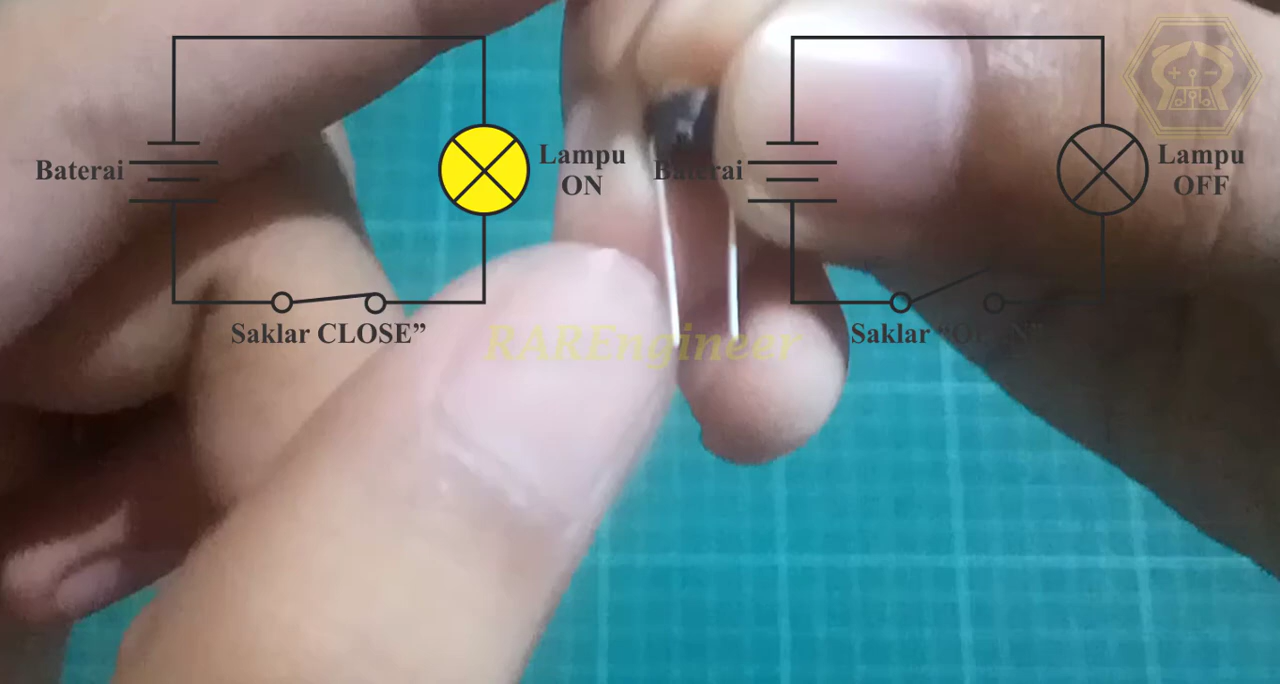 Baterai
Lampu
ON
Saklar CLOSE”
Baterai
Lampu
OFF
Saklar
RAREngineer